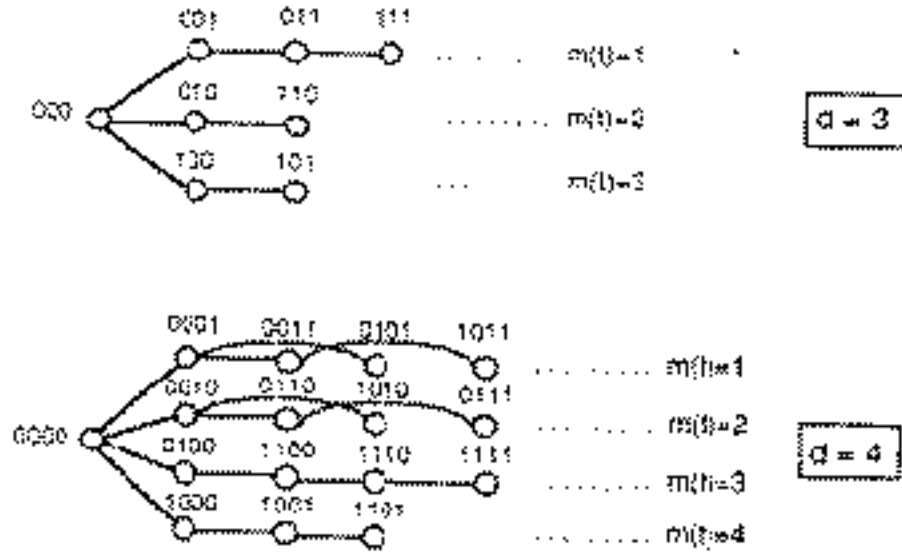 001 011 111
m(t)=1
000
010 110
m(t)=2
d = 3
100 101
m(t)=3
0001 0011 0101 1011
m(t)=1
0010 0110 1010 0111
m(t)=2
0000
0100 1100 1110 1111
m(t)=3
d = 4
1000 1001 1101
m(t)=4